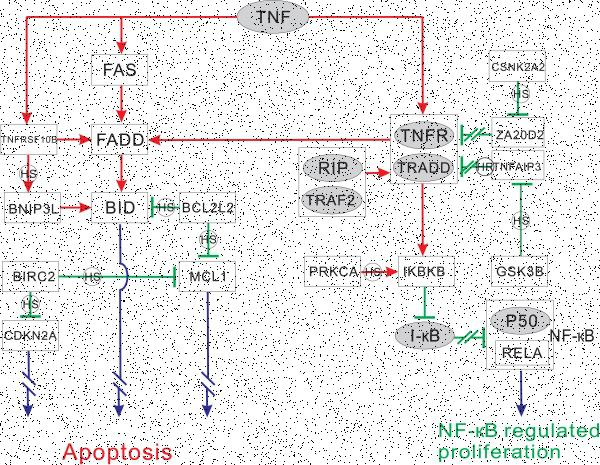 TNF
FAS
CSNK2A2
HS
TNFRSF10B
FADD
TNFR
ZA20D2
TRADD
HR
TNFAIP3
RIP
HS
TRAF2
BNIP3L
BID
HS
BCL2L2
HS
HS
BIRC2
HS
MCL1
PRKCA
HS
IKBKB
GSK3B
HS
CDKN2A
I-κB
P50
NF-κB
RELA
Apoptosis
NF-κB regulated
proliferation